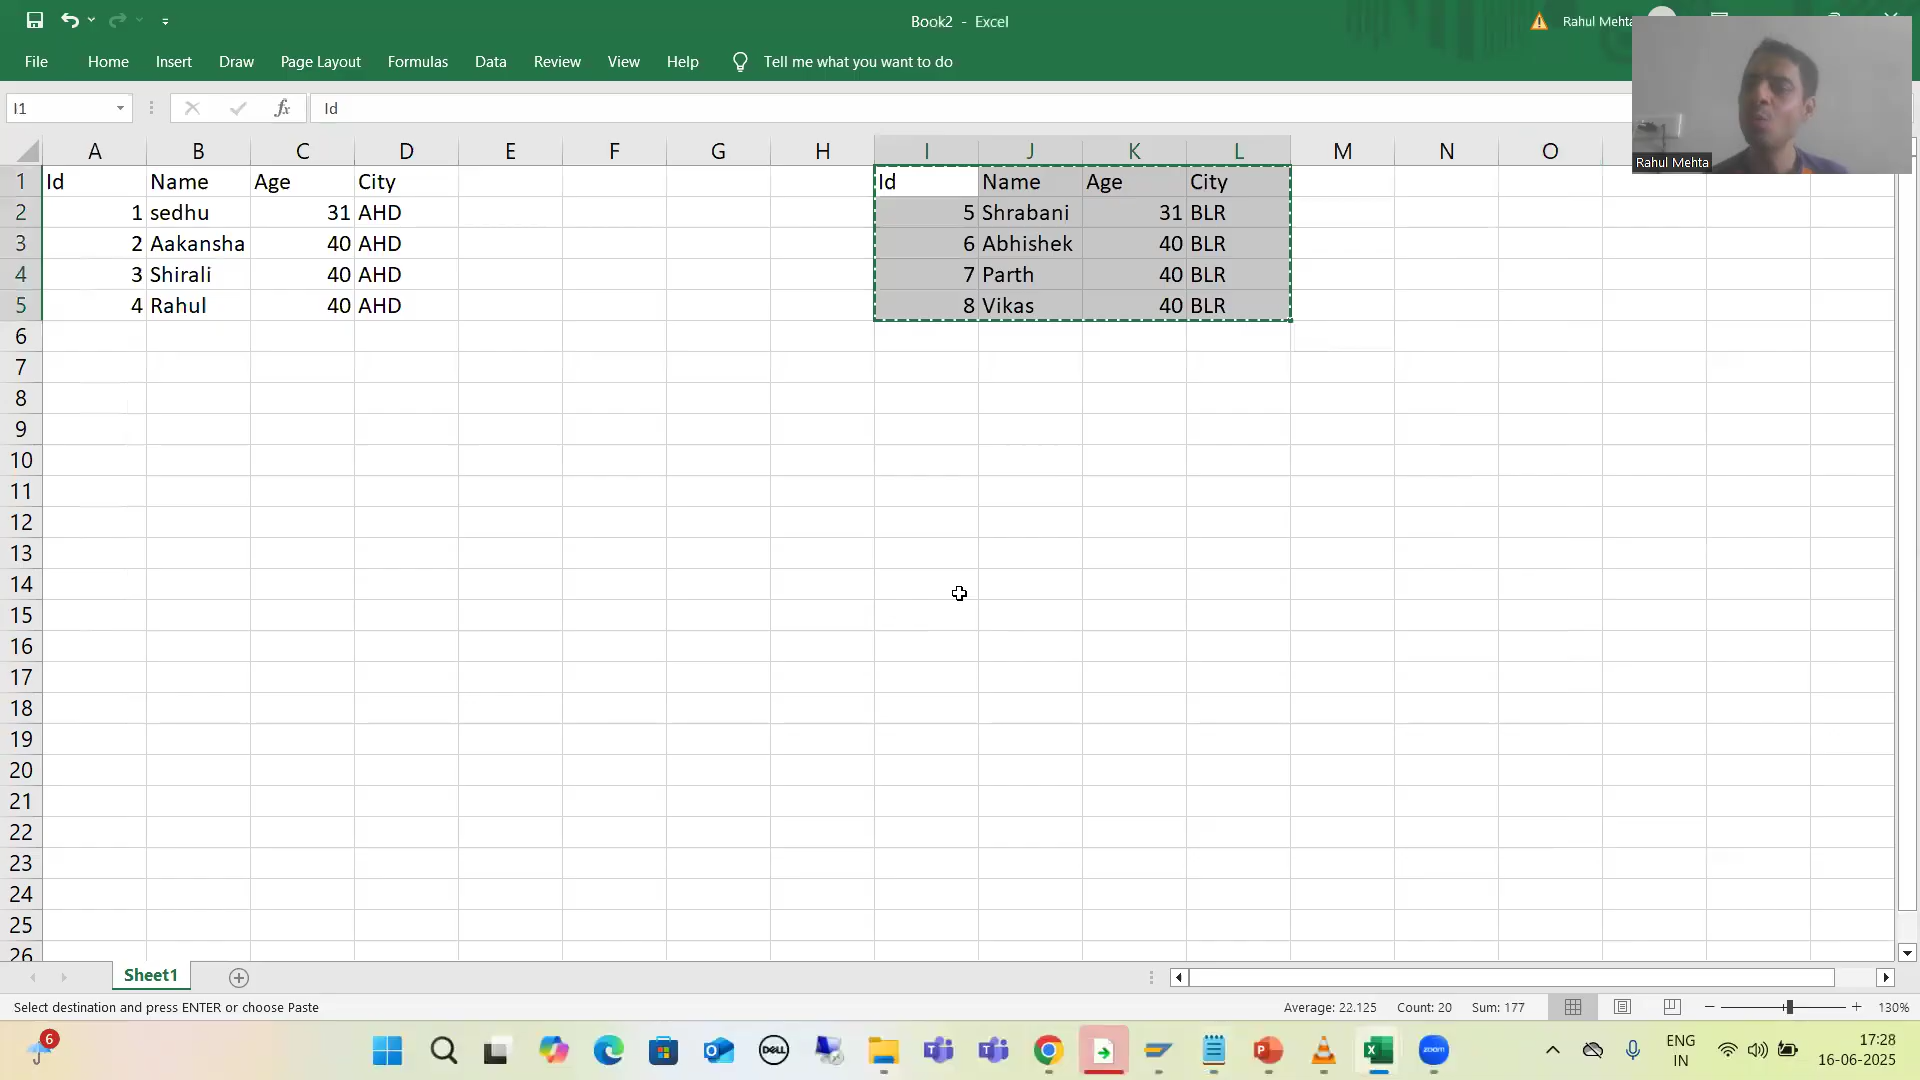 Book2 - Excel
Rahul Mehta
File Home Insert Draw Page Layout Formulas Data Review View Help Tell me what you want to do
I1 fx Id
Rahul Mehta
A B C D E F G H I J K L M N O
1 Id Name Age City Id Name Age City
2 1 sedhu 31 AHD 5 Shrabani 31 BLR
3 2 Aakansha 40 AHD 6 Abhishek 40 BLR
4 3 Shirali 40 AHD 7 Parth 40 BLR
5 4 Rahul 40 AHD 8 Vikas 40 BLR
6
7
8
9
10
11
12
13
14
15
16
17
18
19
20
21
22
23
24
25
26
Sheet1
Select destination and press ENTER or choose Paste Average: 22.125 Count: 20 Sum: 177 130%
6 DELL zoom ENG IN 17:28 16-06-2025